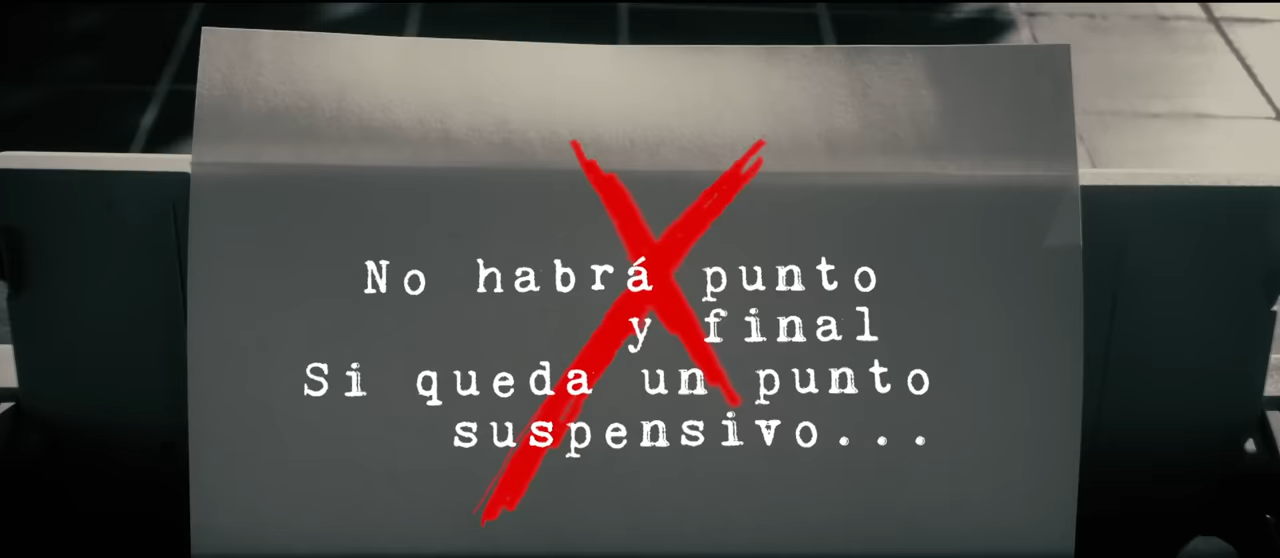 No habrá punto
y final
Si queda un punto
suspensivo...